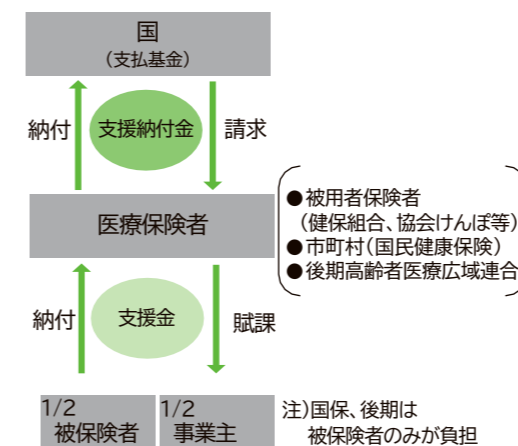 国
（支払基金）
納付
支援納付金
請求
医療保険者
●被用者保険者
（健保組合、協会けんぽ等）
●市町村（国民健康保険）
●後期高齢者医療広域連合
納付
支援金
賦課
1/2
被保険者
1/2
事業主
注）国保、後期は
被保険者のみが負担